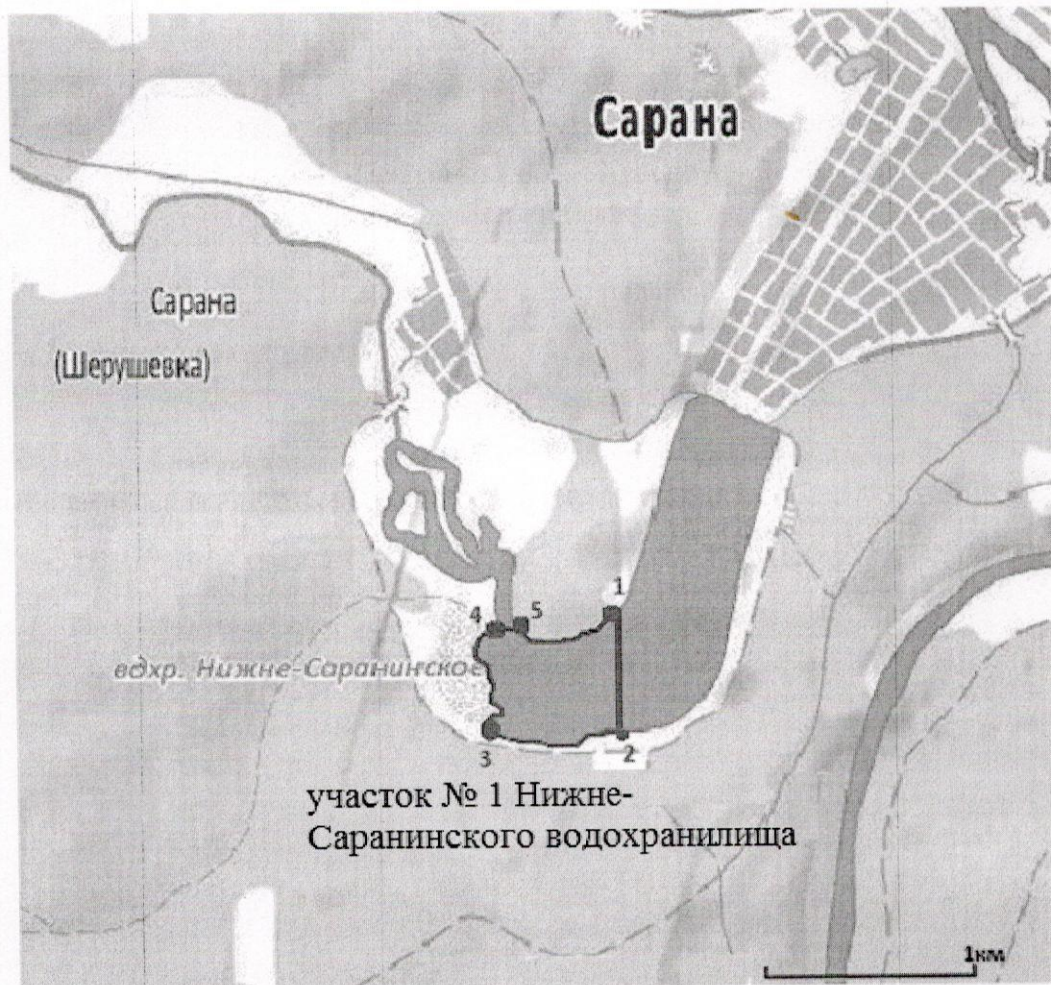 Сарана
Сарана
(Шерушевка)
1
4 5
вдхр. Нижне-Саранинское
3 2
участок № 1 Нижне-
Саранинского водохранилища
1км